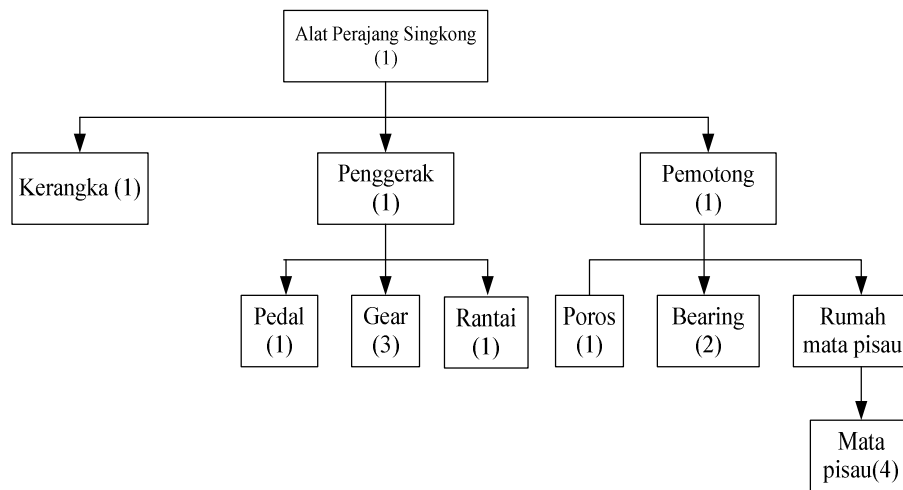 Alat Perajang Singkong
(1)
Kerangka (1)
Penggerak
(1)
Pemotong
(1)
Pedal
(1)
Gear
(3)
Rantai
(1)
Poros
(1)
Bearing
(2)
Rumah
mata pisau
Mata
pisau(4)